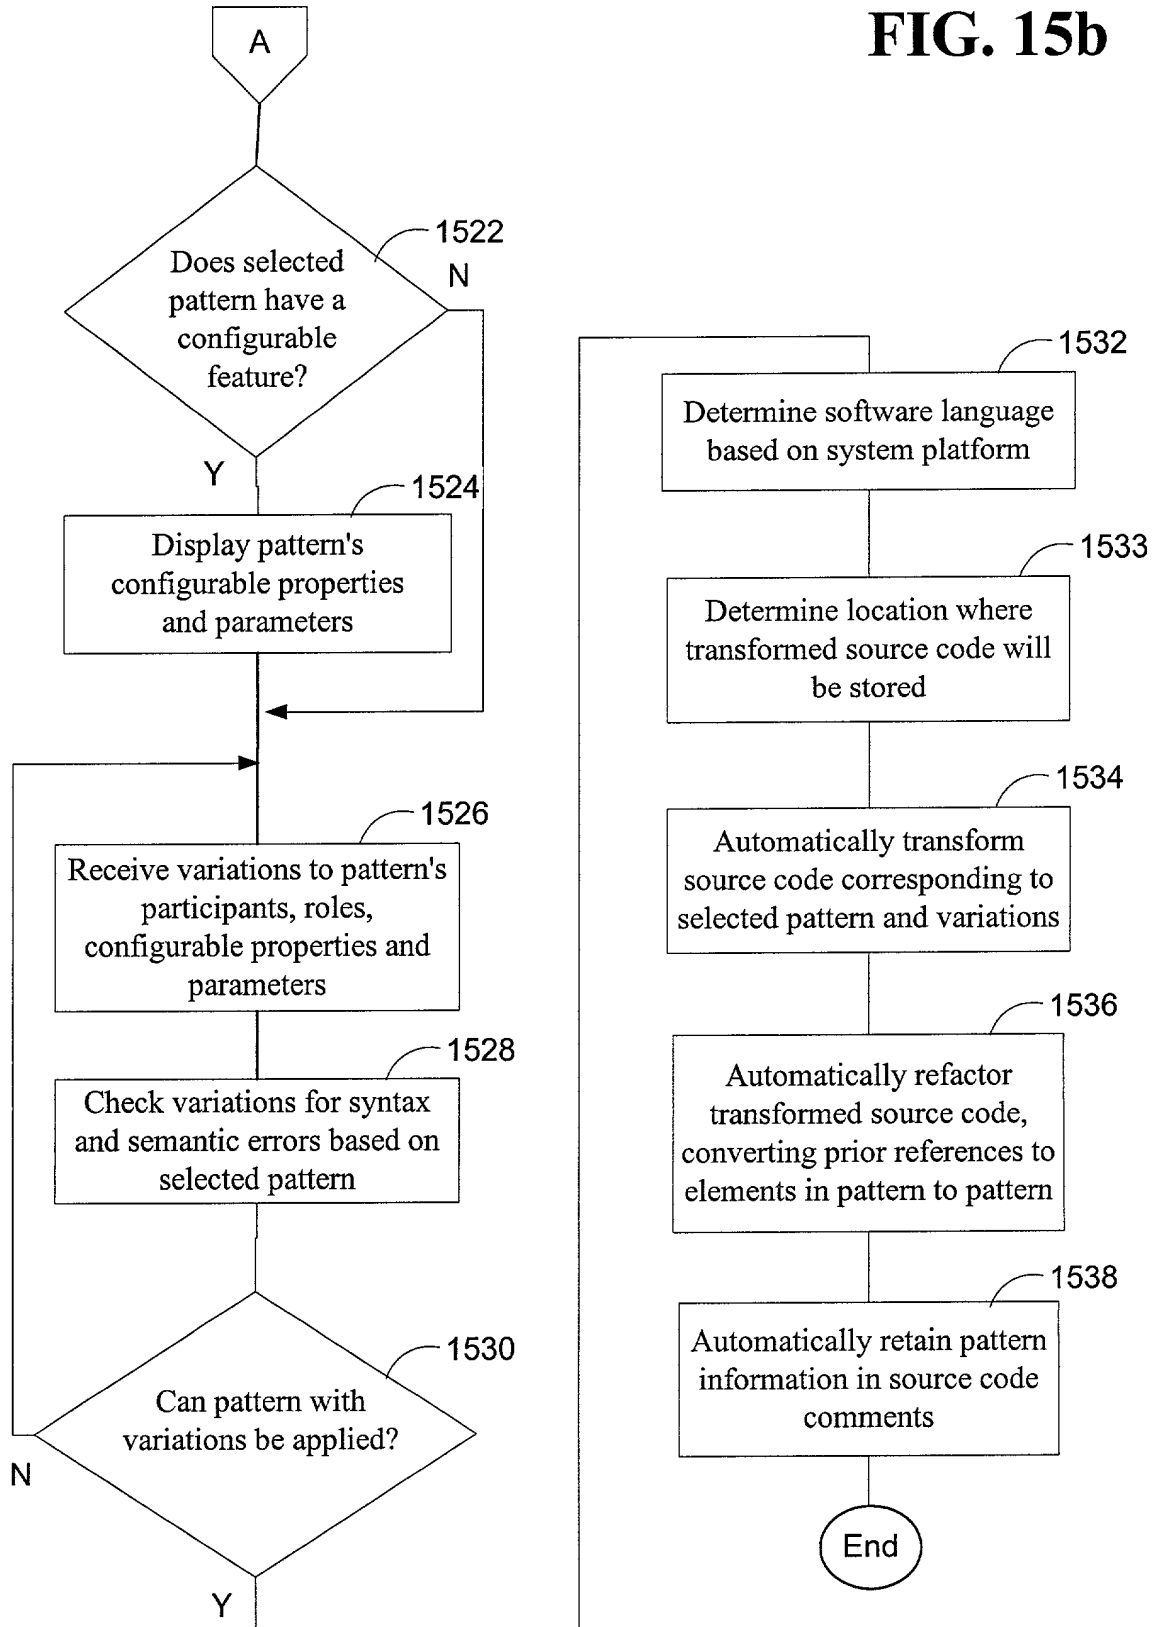 FIG. 15b
A
1522
Does selected
pattern have a
configurable
feature?
N
Y
1524
Display pattern's
configurable properties
and parameters
1526
Receive variations to pattern's
participants, roles,
configurable properties and
parameters
1528
Check variations for syntax
and semantic errors based on
selected pattern
1530
Can pattern with
variations be applied?
N
Y
1532
Determine software language
based on system platform
1533
Determine location where
transformed source code will
be stored
1534
Automatically transform
source code corresponding to
selected pattern and variations
1536
Automatically refactor
transformed source code,
converting prior references to
elements in pattern to pattern
1538
Automatically retain pattern
information in source code
comments
End